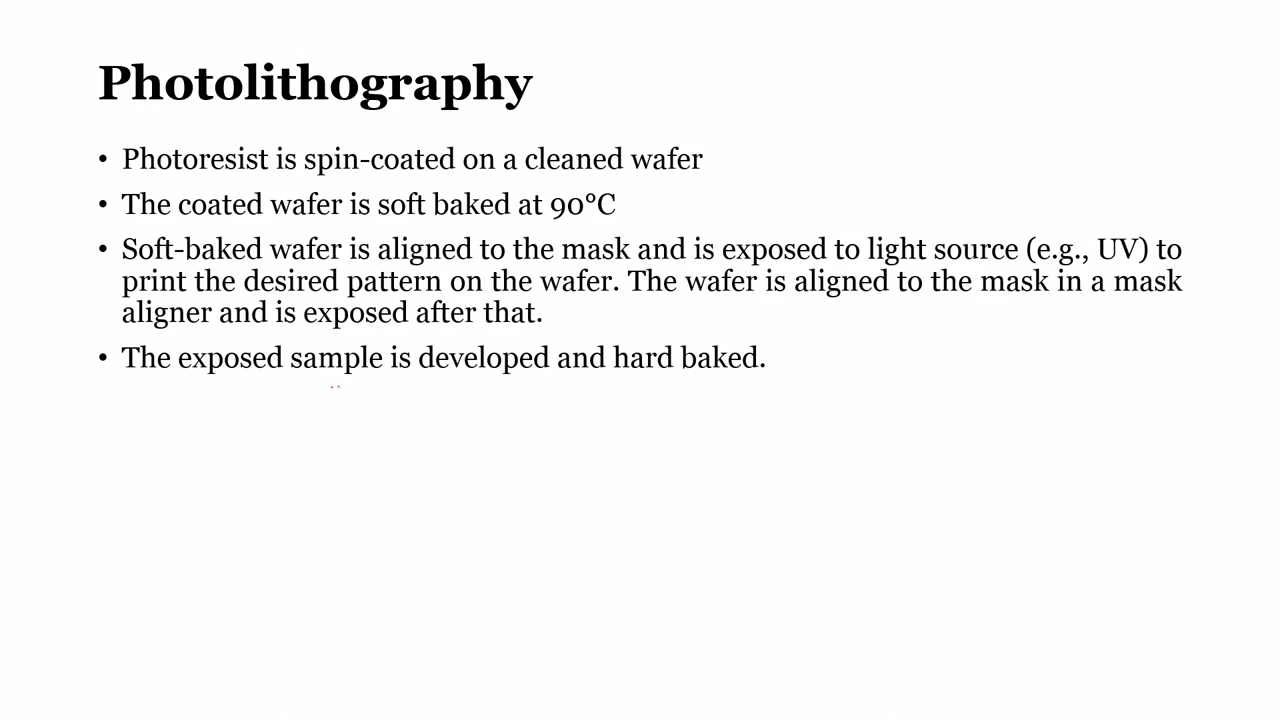 Photolithography
• Photoresist is spin-coated on a cleaned wafer
• The coated wafer is soft baked at 90°C
• Soft-baked wafer is aligned to the mask and is exposed to light source (e.g., UV) to
print the desired pattern on the wafer. The wafer is aligned to the mask in a mask
aligner and is exposed after that.
• The exposed sample is developed and hard baked.